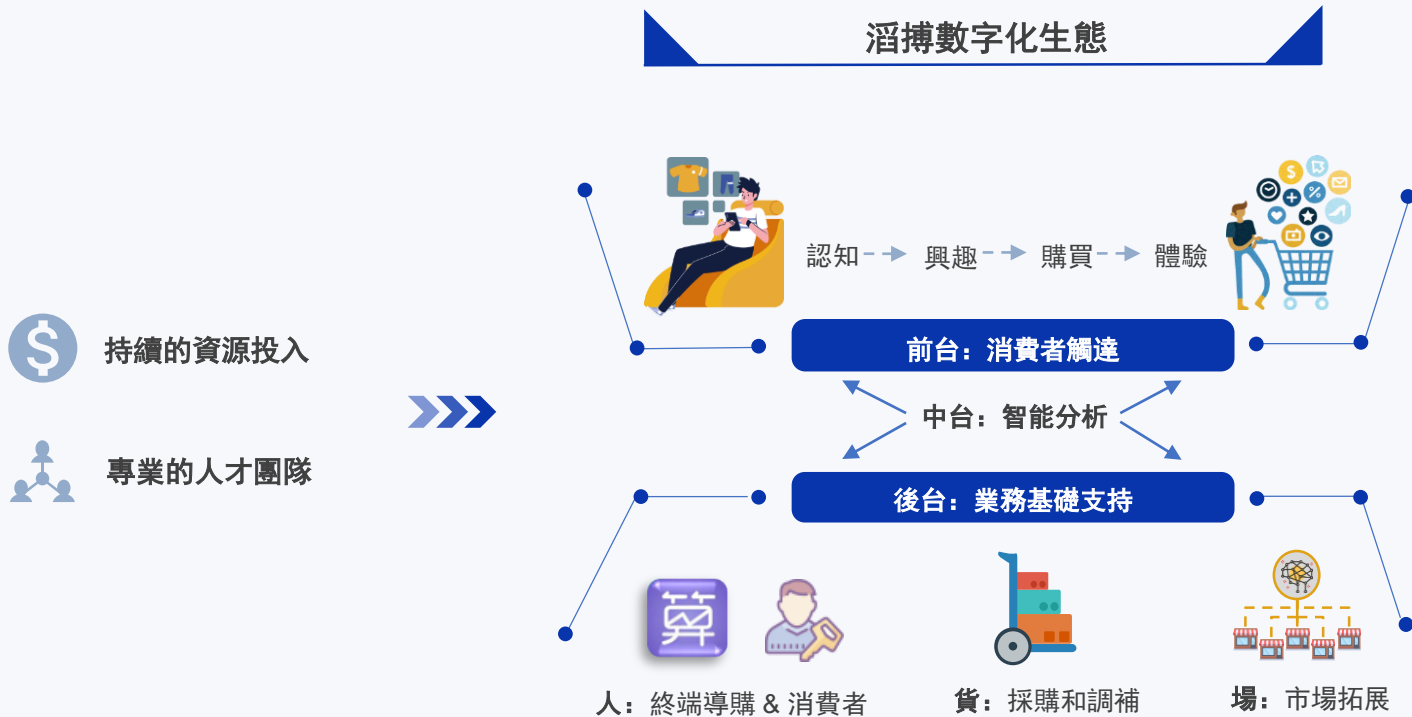 滔搏數字化生態
認知 興趣 購買 體驗
前台：消費者觸達
持續的資源投入
中台：智能分析
專業的人才團隊
後台：業務基礎支持
算
人：終端導購 & 消費者
貨：採購和調補
場：市場拓展